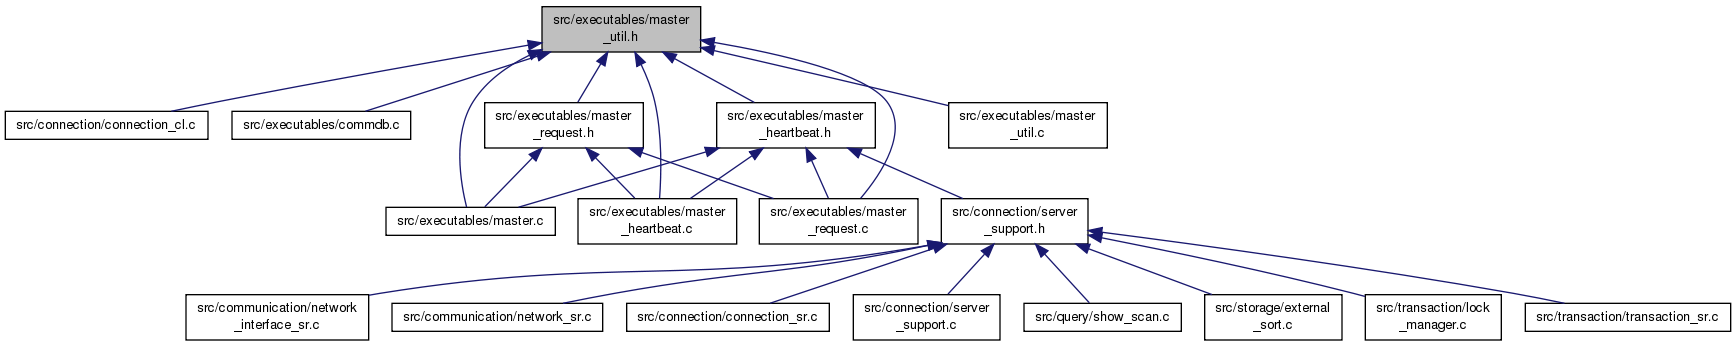 src/executables/master
_util.h
src/connection/connection_cl.c
src/executables/commdb.c
src/executables/master
_request.h
src/executables/master
_heartbeat.h
src/executables/master
_util.c
src/executables/master.c
src/executables/master
_heartbeat.c
src/executables/master
_request.c
src/connection/server
_support.h
src/communication/network
_interface_sr.c
src/communication/network_sr.c
src/connection/connection_sr.c
src/connection/server
_support.c
src/query/show_scan.c
src/storage/external
_sort.c
src/transaction/lock
_manager.c
src/transaction/transaction_sr.c